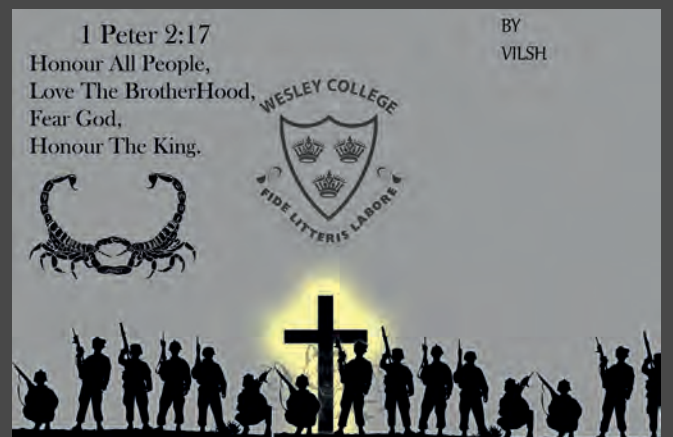 1 Peter 2:17
Honour All People,
Love The BrotherHood,
Fear God,
Honour The King.
BY
VILSH
WESLEY COLLEGE
FIDE LITTERIS LABORE